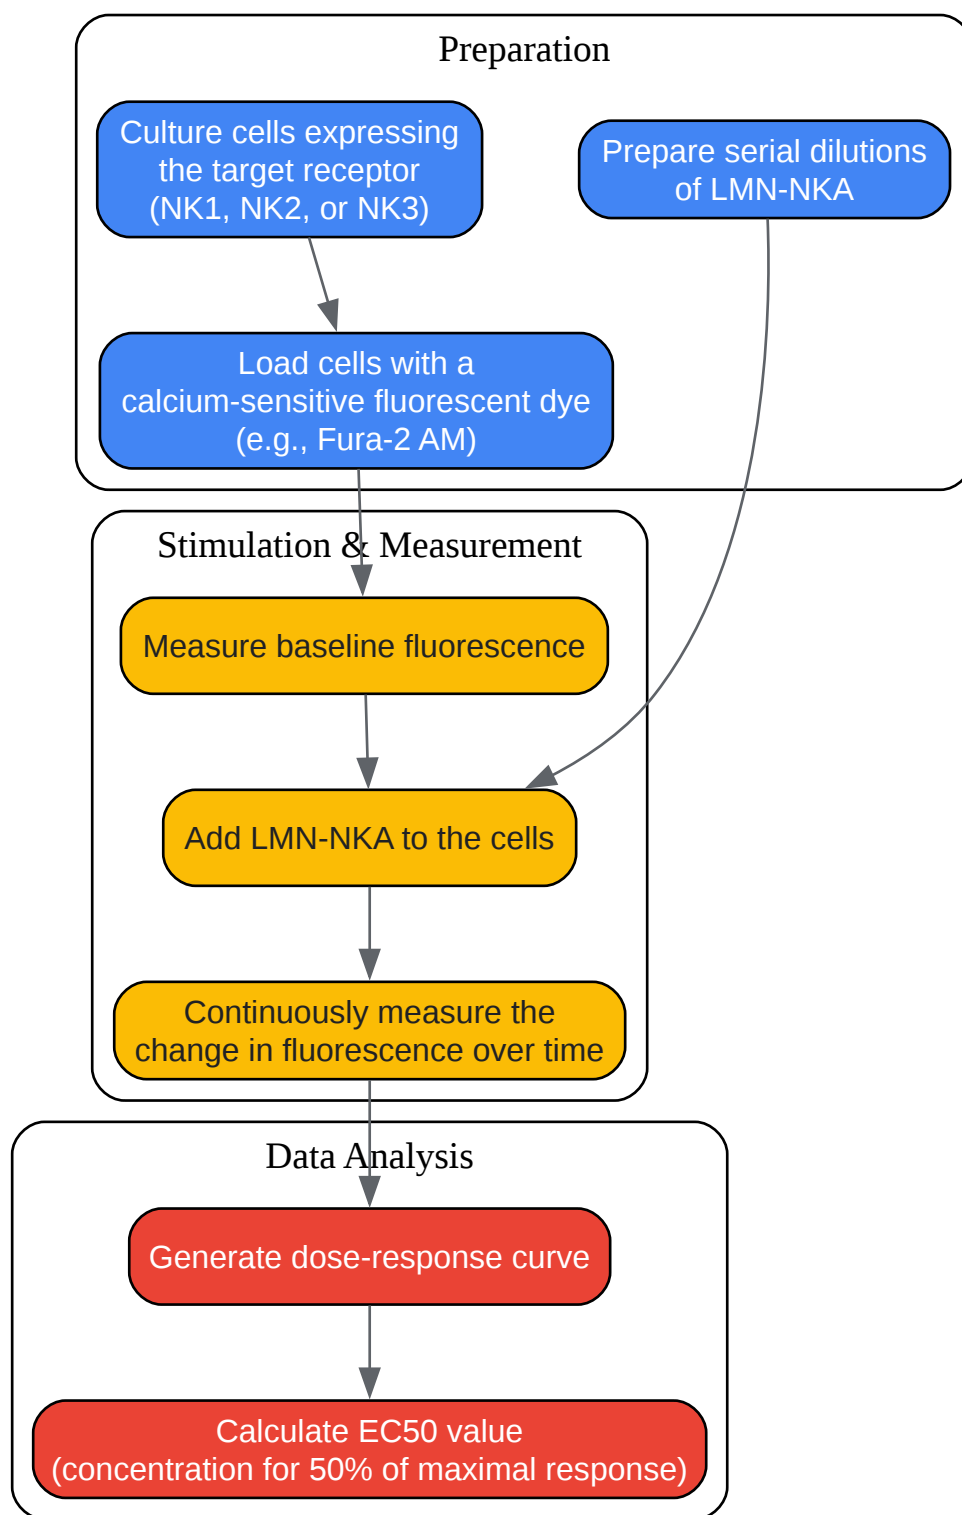 Preparation
Culture cells expressing
the target receptor
(NK1, NK2, or NK3)
Prepare serial dilutions
of LMN-NKA
Load cells with a
calcium-sensitive fluorescent dye
(e.g., Fura-2 AM)
Stimulation & Measurement
Measure baseline fluorescence
Add LMN-NKA to the cells
Continuously measure the
change in fluorescence over time
Data Analysis
Generate dose-response curve
Calculate EC50 value
(concentration for 50% of maximal response)